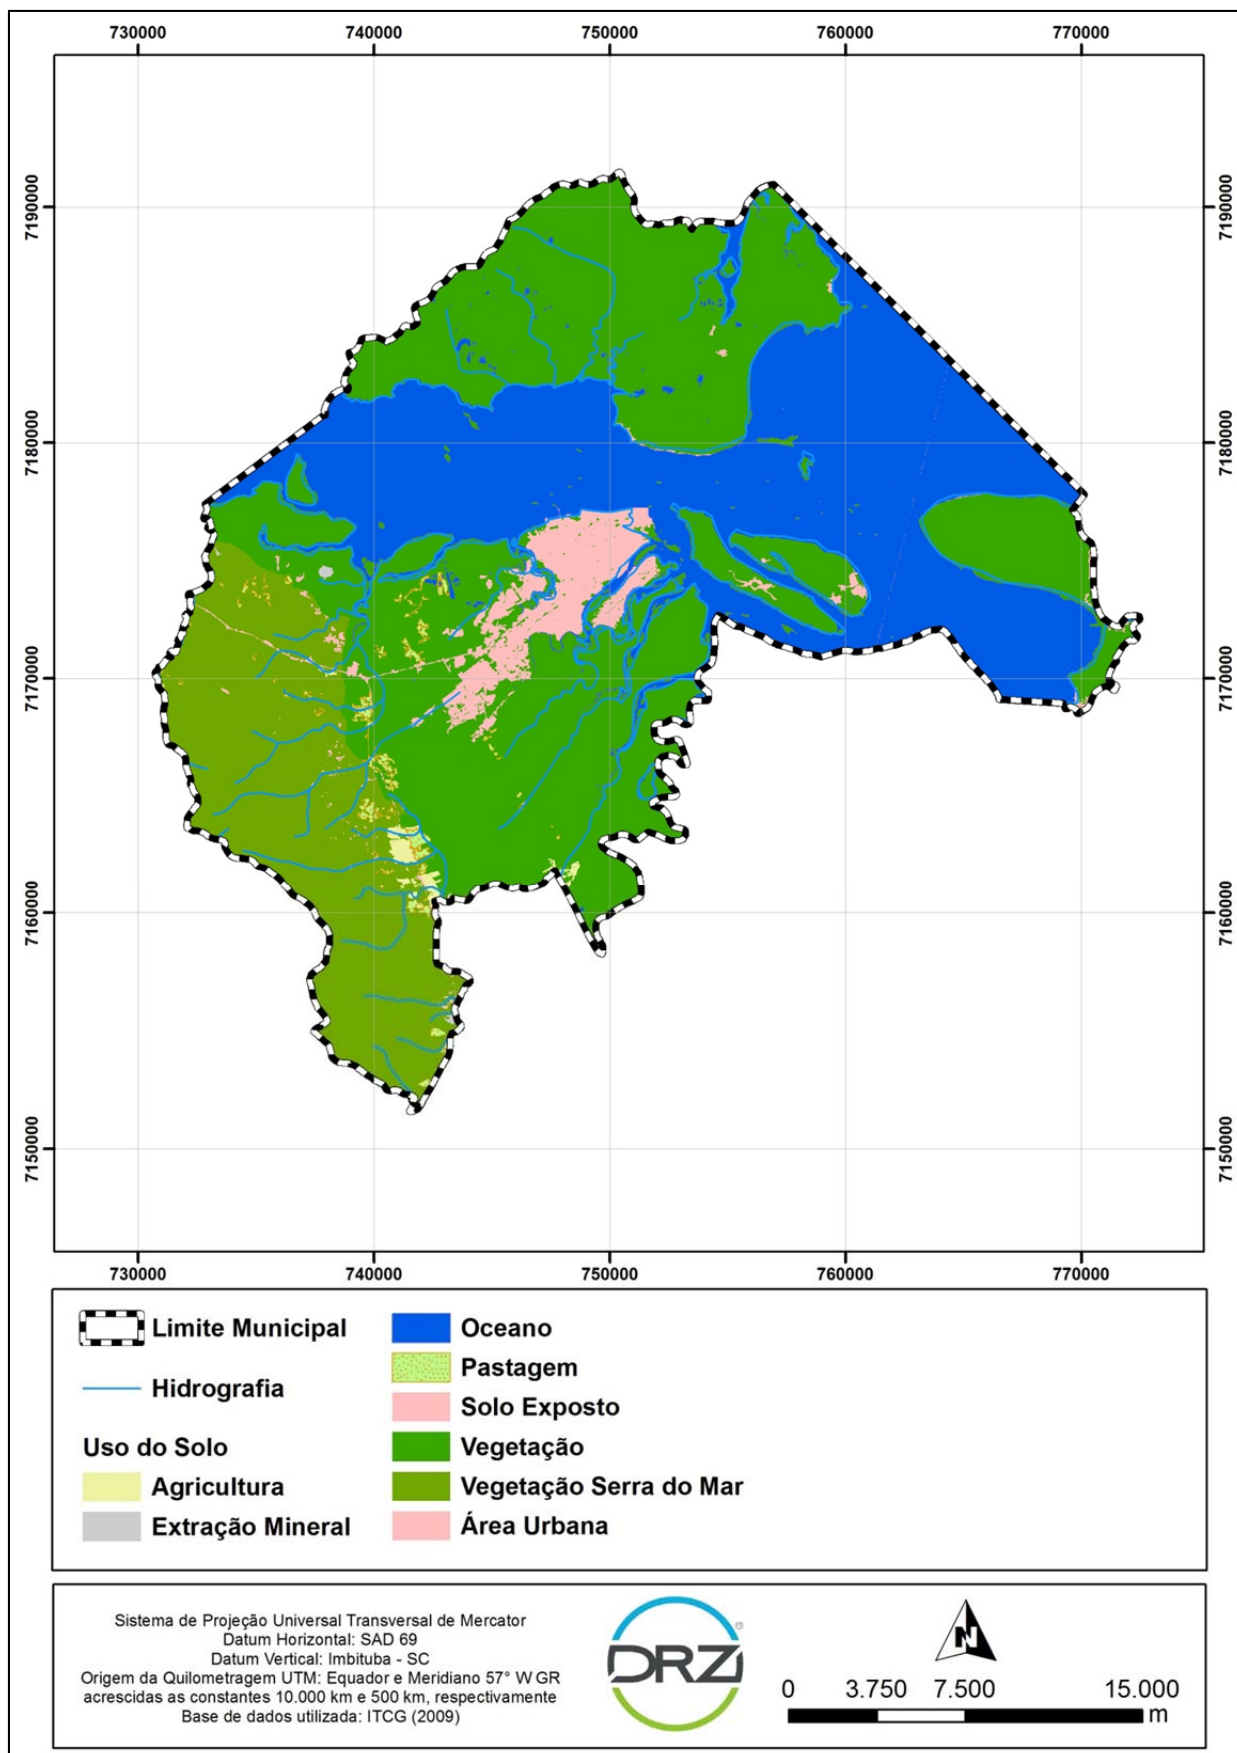 730000 740000 750000 760000 770000
7190000 7190000
7180000 7180000
7170000 7170000
7160000 7160000
7150000 7150000
730000 740000 750000 760000 770000
Limite Municipal
Hidrografia
Uso do Solo
Agricultura
Extração Mineral
Oceano
Pastagem
Solo Exposto
Vegetação
Vegetação Serra do Mar
Área Urbana
Sistema de Projeção Universal Transversal de Mercator
Datum Horizontal: SAD 69
Datum Vertical: Imbituba - SC
Origem da Quilometragem UTM: Equador e Meridiano 57° W GR
acrescidas as constantes 10.000 km e 500 km, respectivamente
Base de dados utilizada: ITCG (2009)
DRZ®
N
0 3.750 7.500 15.000
m